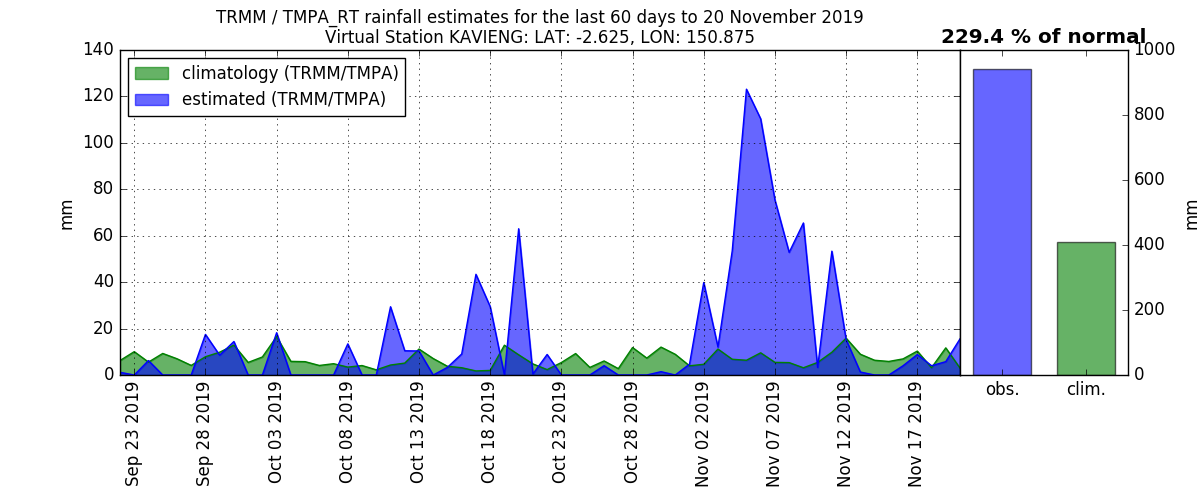 TRMM / TMPA_RT rainfall estimates for the last 60 days to 20 November 2019
Virtual Station KAVIENG: LAT: -2.625, LON: 150.875
229.4 % of normal
climatology (TRMM/TMPA)
estimated (TRMM/TMPA)
mm
140
120
100
80
60
40
20
0
Sep 23 2019
Sep 28 2019
Oct 03 2019
Oct 08 2019
Oct 13 2019
Oct 18 2019
Oct 23 2019
Oct 28 2019
Nov 02 2019
Nov 07 2019
Nov 12 2019
Nov 17 2019
obs.
clim.
1000
800
600
400
200
0
mm